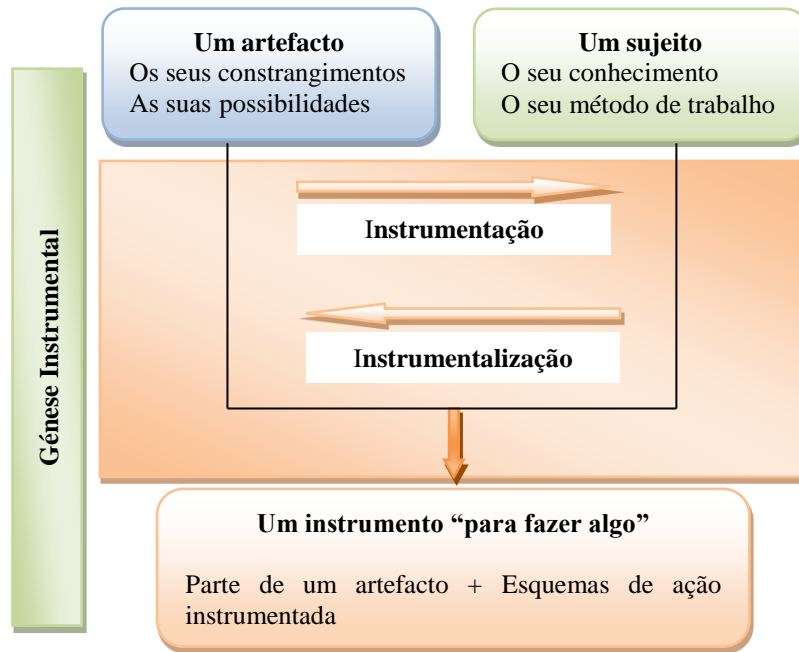 Um artefacto
Os seus constrangimentos
As suas possibilidades
Um sujeito
O seu conhecimento
O seu método de trabalho
Génese Instrumental
Instrumentação
Instrumentalização
Um instrumento “para fazer algo”
Parte de um artefacto + Esquemas de ação
instrumentada